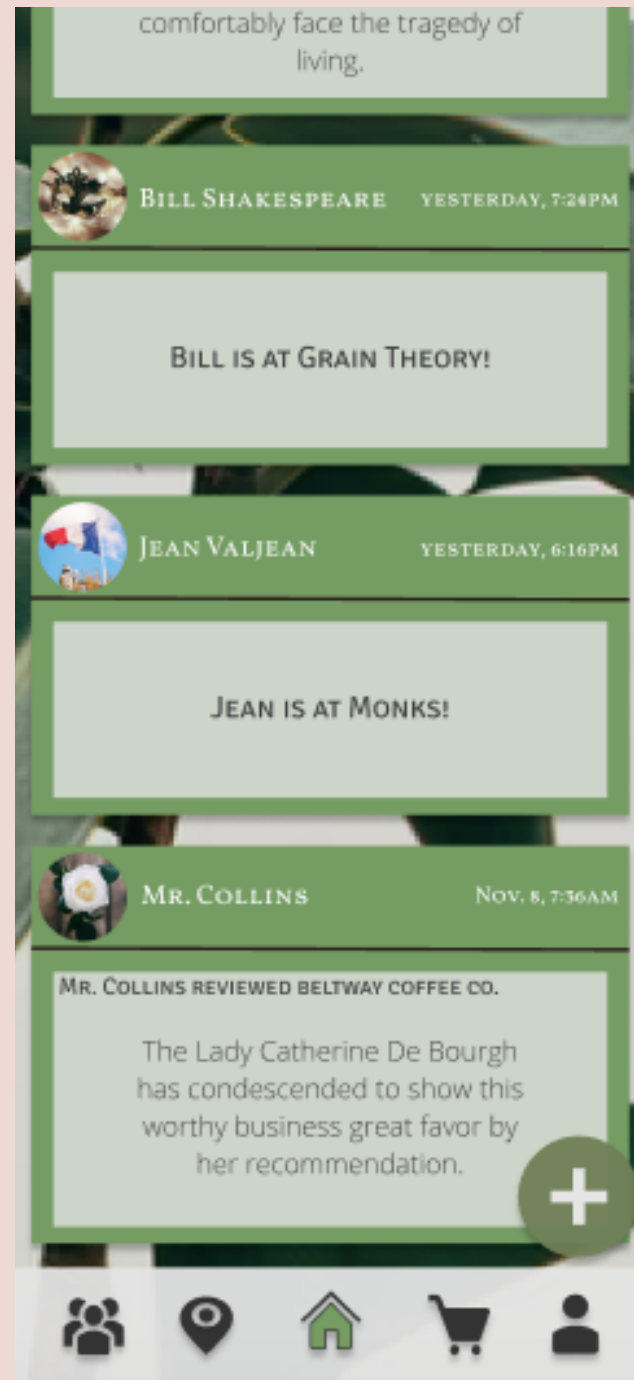 comfortably face the tragedy of
living.
Bill Shakespeare yesterday, 7:24pm
Bill is at Grain Theory!
Jean Valjean yesterday, 6:16pm
Jean is at Monks!
Mr. Collins Nov. 8, 7:36am
Mr. Collins reviewed beltway coffee co.
The Lady Catherine De Bourgh
has condescended to show this
worthy business great favor by
her recommendation.